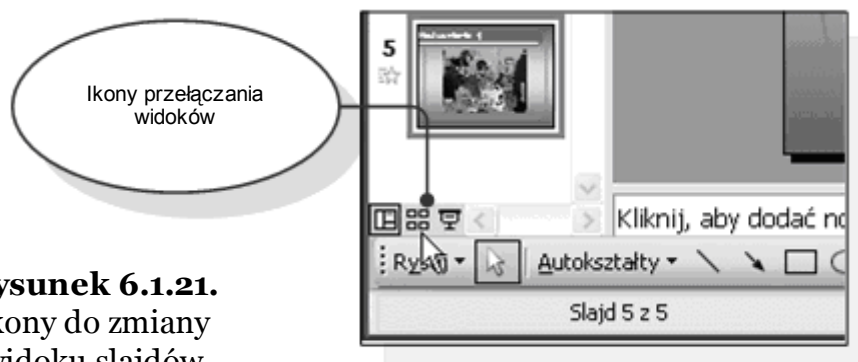 Ikony przełączania
widoków
5
Kliknij, aby dodać no
Rysuj
Autokształty
Slajd 5 z 5
ysunek 6.1.21.
kony do zmiany
widoku slajdów